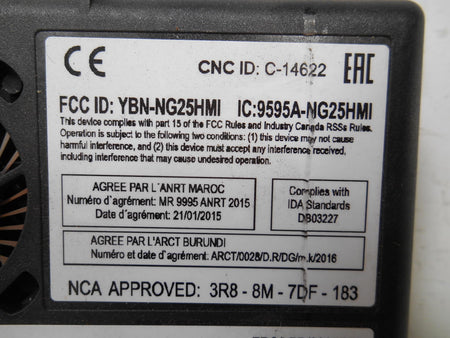 CE CNC ID: C-14622 EAC
FCC ID: YBN-NG25HMI IC:9595A-NG25HMI
This device complies with part 15 of the FCC Rules and Industry Canada RSSs Rules.
Operation is subject to the following two conditions: (1) this device may not cause
harmful interference, and (2) this device must accept any interference received,
including interference that may cause undesired operation.
AGREE PAR L'ANRT MAROC
Numéro d'agrément: MR 9995 ANRT 2015
Date d'agrément: 21/01/2015
Complies with
IDA Standards
DB03227
AGREE PAR L'ARCT BURUNDI
Numéro et date d'agrément: ARCT/0028/D.R/DG/m.k/2016
NCA APPROVED: 3R8 - 8M - 7DF - 183